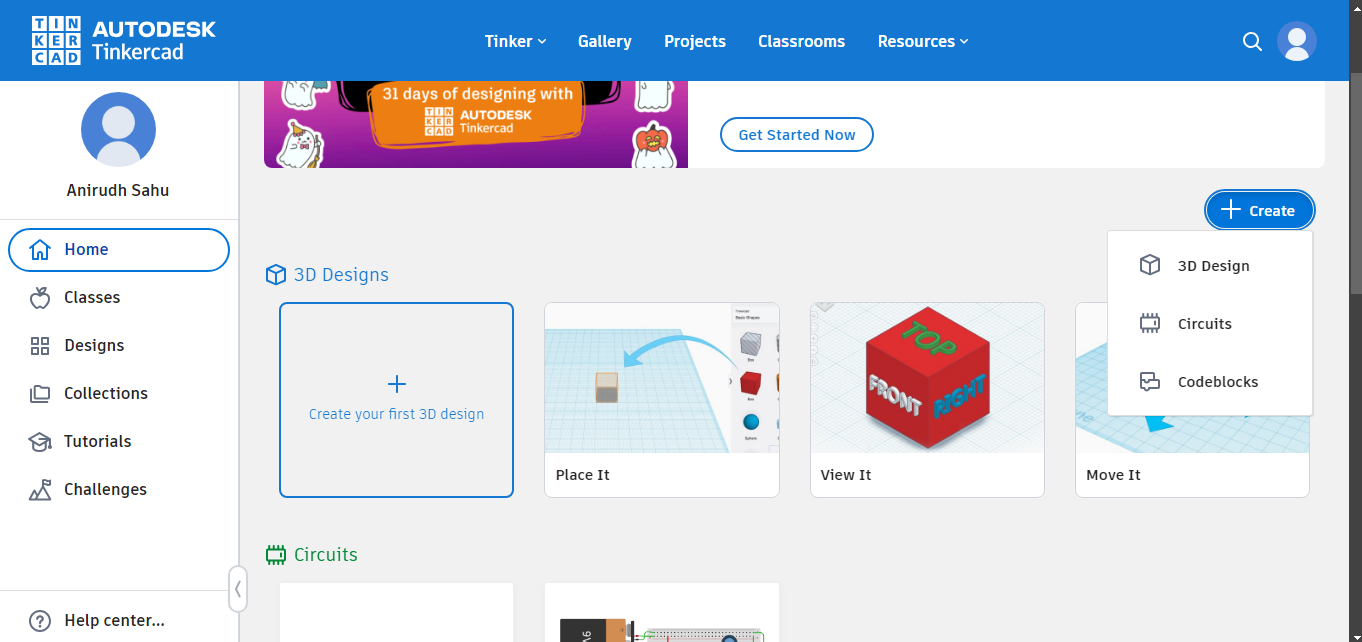 TIN
KER
CAD
AUTODESK
Tinkercad
Tinker
Gallery
Projects
Classrooms
Resources
Anirudh Sahu
Home
Classes
Designs
Collections
Tutorials
Challenges
Help center...
31 days of designing with
TIN
KER
CAD
AUTODESK
Tinkercad
Get Started Now
Create
3D Design
Circuits
Codeblocks
3D Designs
Create your first 3D design
Place It
TOP
FRONT
RIGHT
View It
Move It
Circuits